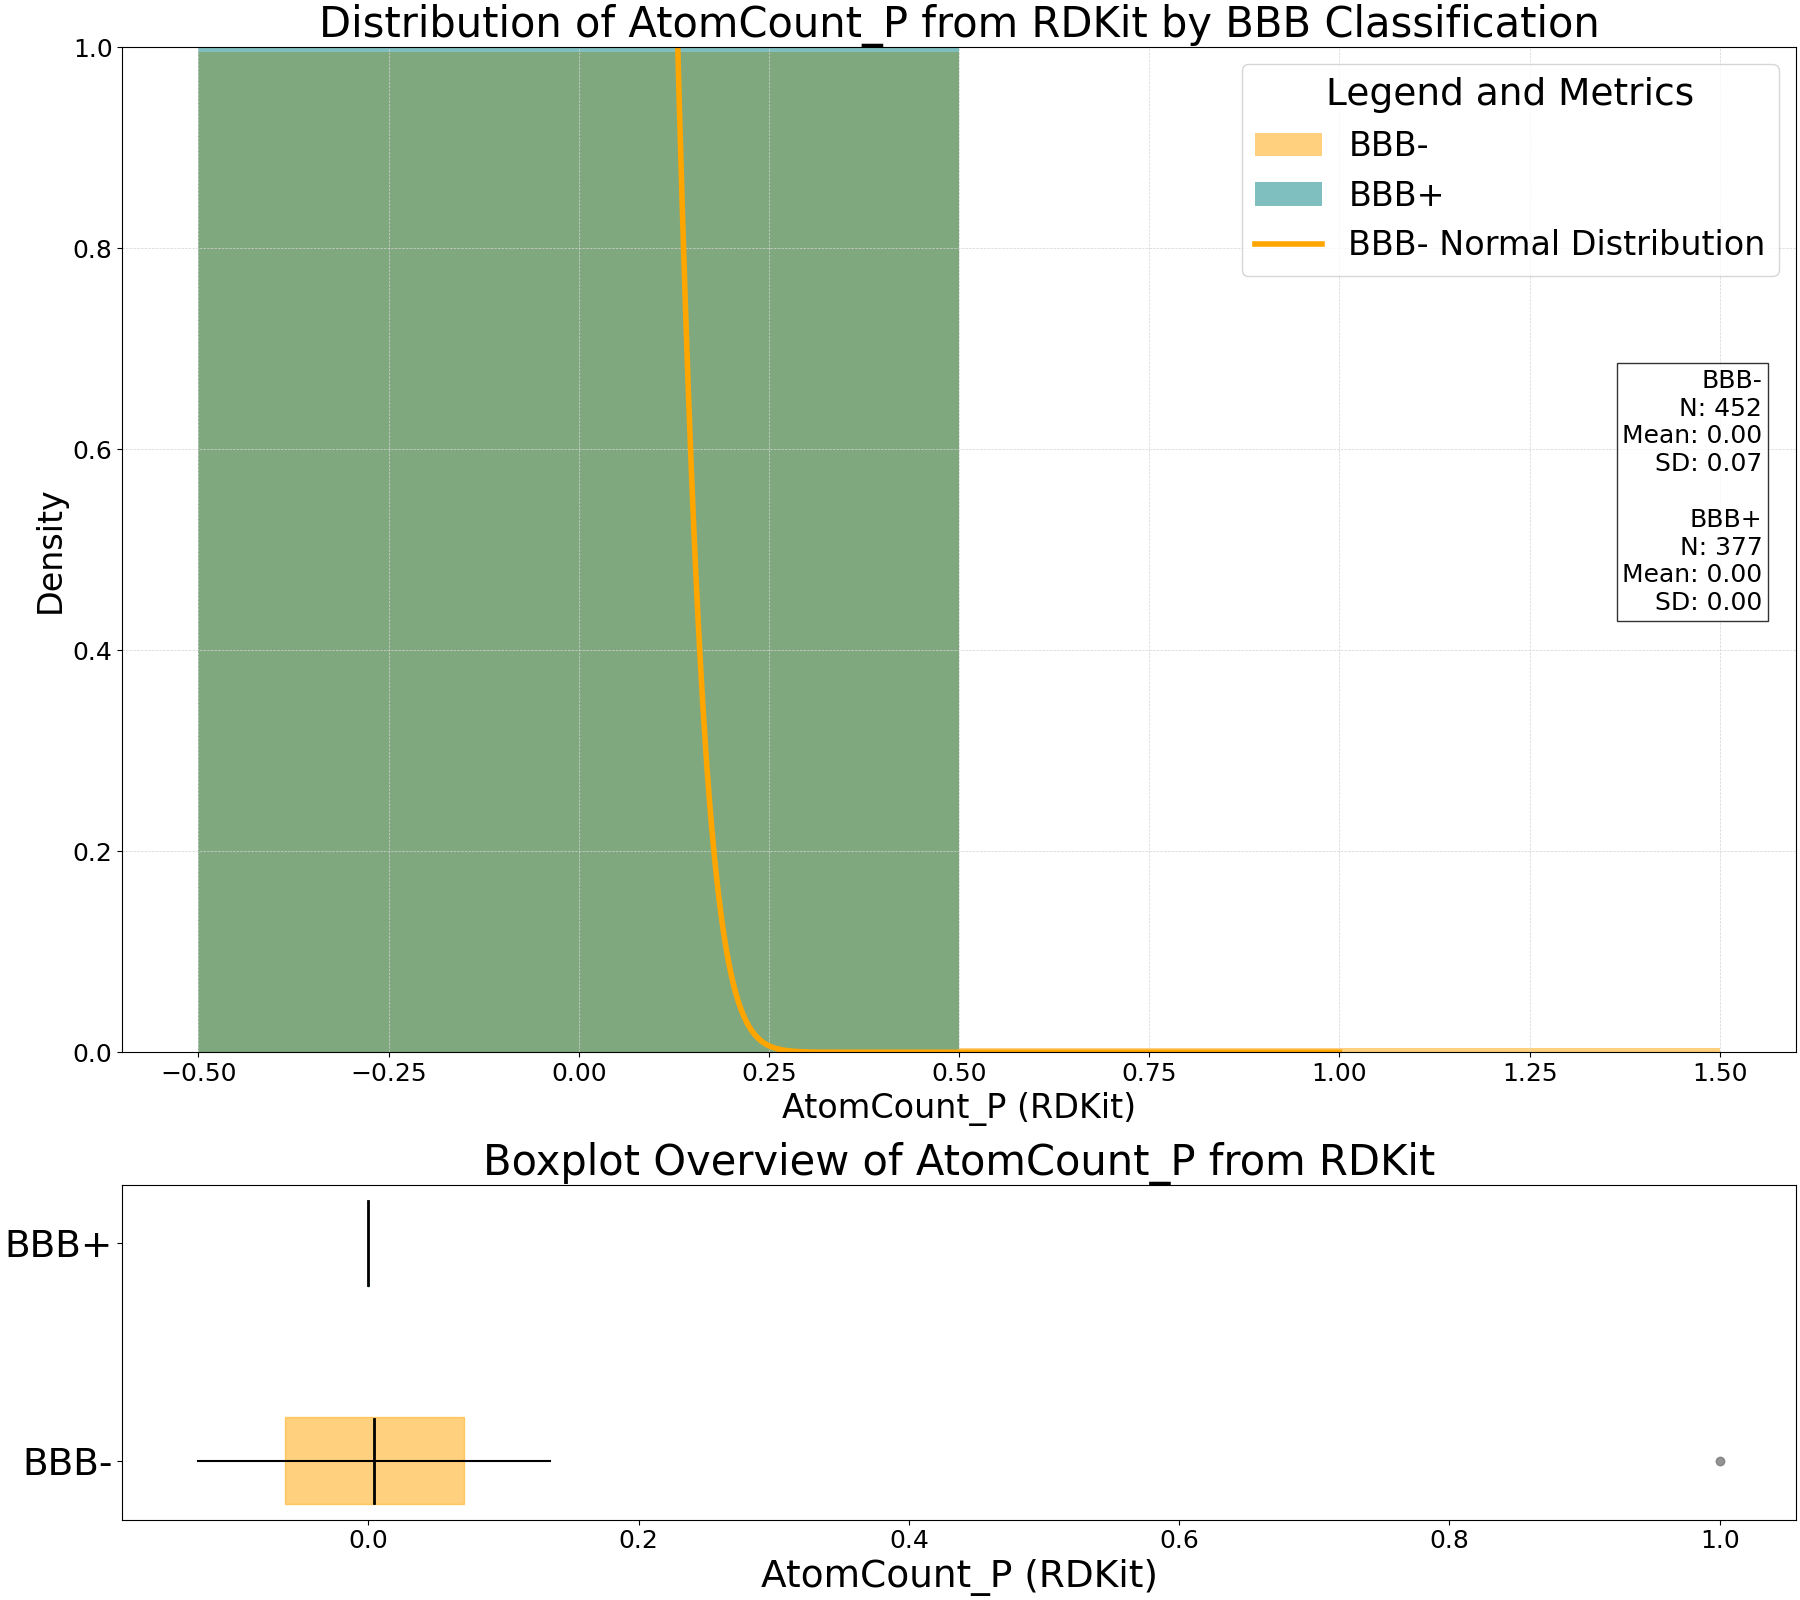 Distribution of AtomCount_P from RDKit by BBB Classification
Legend and Metrics
BBB-
BBB+
BBB- Normal Distribution
BBB-
N: 452
Mean: 0.00
SD: 0.07
BBB+
N: 377
Mean: 0.00
SD: 0.00
Density
1.0
0.8
0.6
0.4
0.2
0.0
−0.50 −0.25 0.00 0.25 0.50 0.75 1.00 1.25 1.50
AtomCount_P (RDKit)
Boxplot Overview of AtomCount_P from RDKit
BBB+
BBB-
0.0 0.2 0.4 0.6 0.8 1.0
AtomCount_P (RDKit)